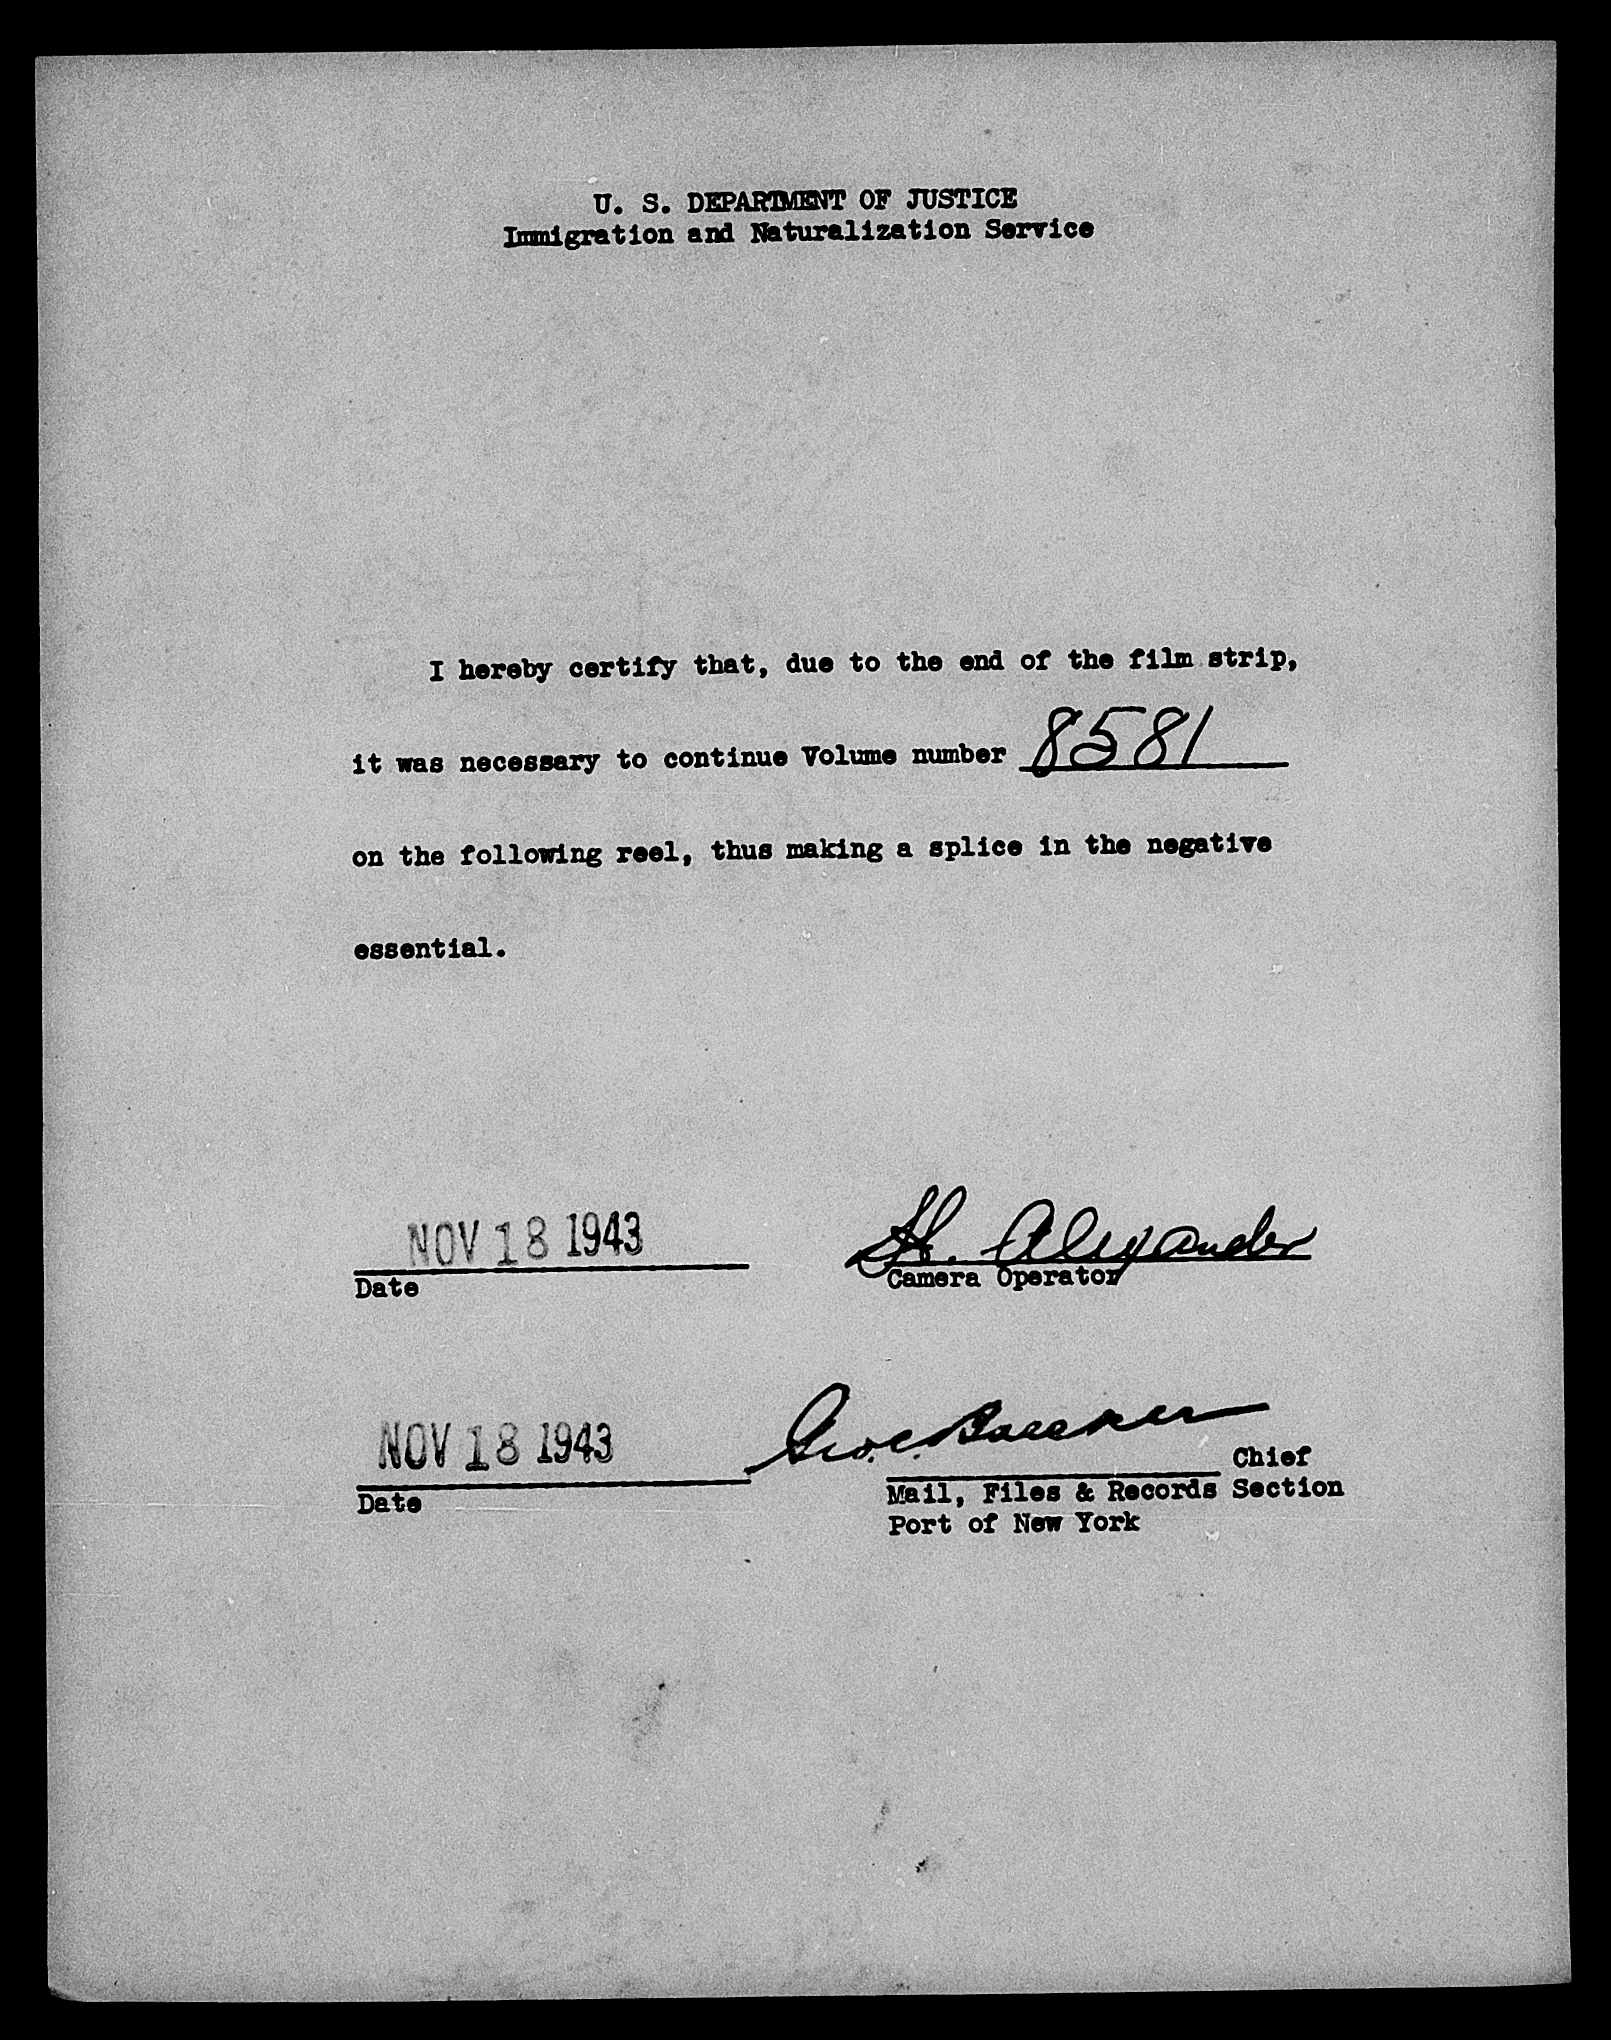 U. S. DEPARTMENT OF JUSTICE
Immigration and Naturalization Service
I hereby certify that, due to the end of the film strip,
it was necessary to continue Volume number 8581
on the following reel, thus making a splice in the negative
essential.
NOV 18 1943
H. Alexander
Date
Camera Operator
NOV 18 1943
Geo. C.
Chief
Date
Mail, Files & Records Section
Port of New York